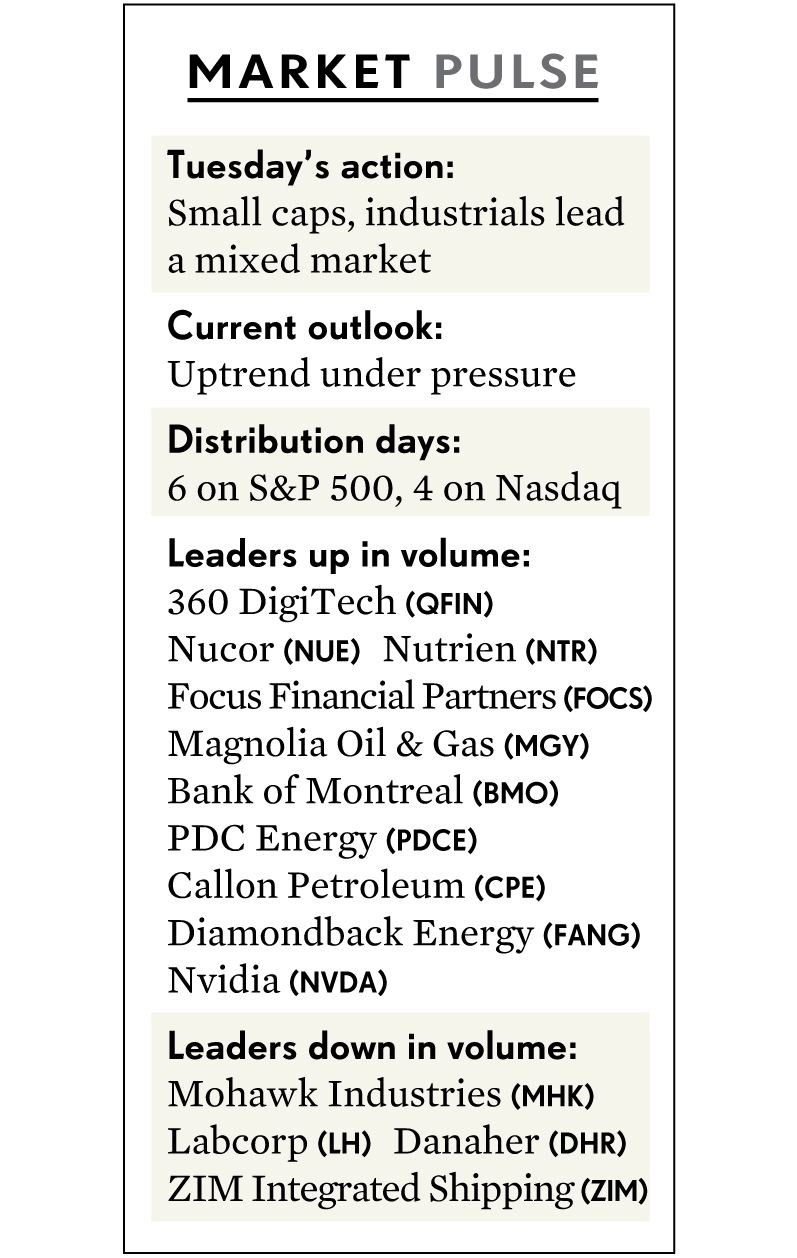 MARKET PULSE
Tuesday’s action:
Small caps, industrials lead
a mixed market
Current outlook:
Uptrend under pressure
Distribution days:
6 on S&P 500, 4 on Nasdaq
Leaders up in volume:
360 DigiTech (QFIN)
Nucor (NUE) Nutrien (NTR)
Focus Financial Partners (FOCS)
Magnolia Oil & Gas (MGY)
Bank of Montreal (BMO)
PDC Energy (PDCE)
Callon Petroleum (CPE)
Diamondback Energy (FANG)
Nvidia (NVDA)
Leaders down in volume:
Mohawk Industries (MHK)
Labcorp (LH) Danaher (DHR)
ZIM Integrated Shipping (ZIM)